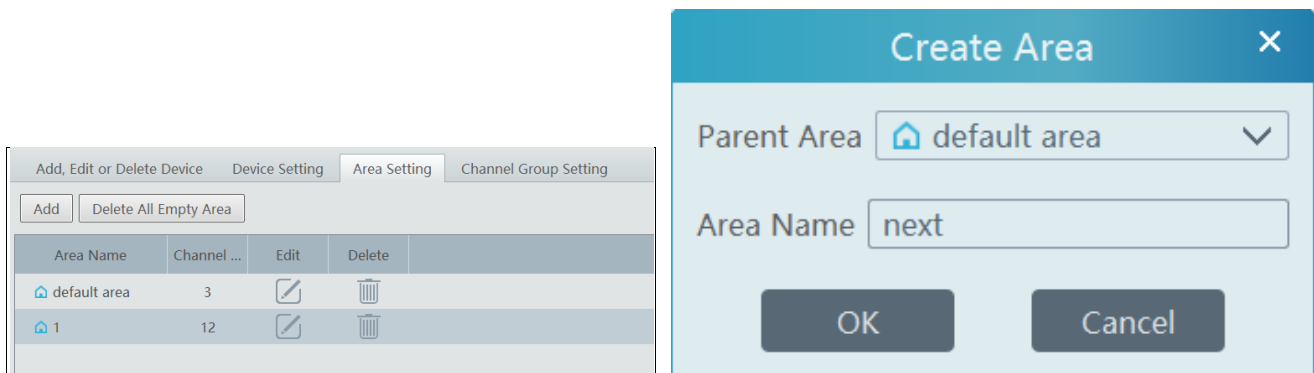 Add, Edit or Delete Device Device Setting Area Setting Channel Group Setting
Add Delete All Empty Area
Area Name Channel ... Edit Delete
default area 3
1 12
Create Area
Parent Area default area
Area Name next
OK Cancel